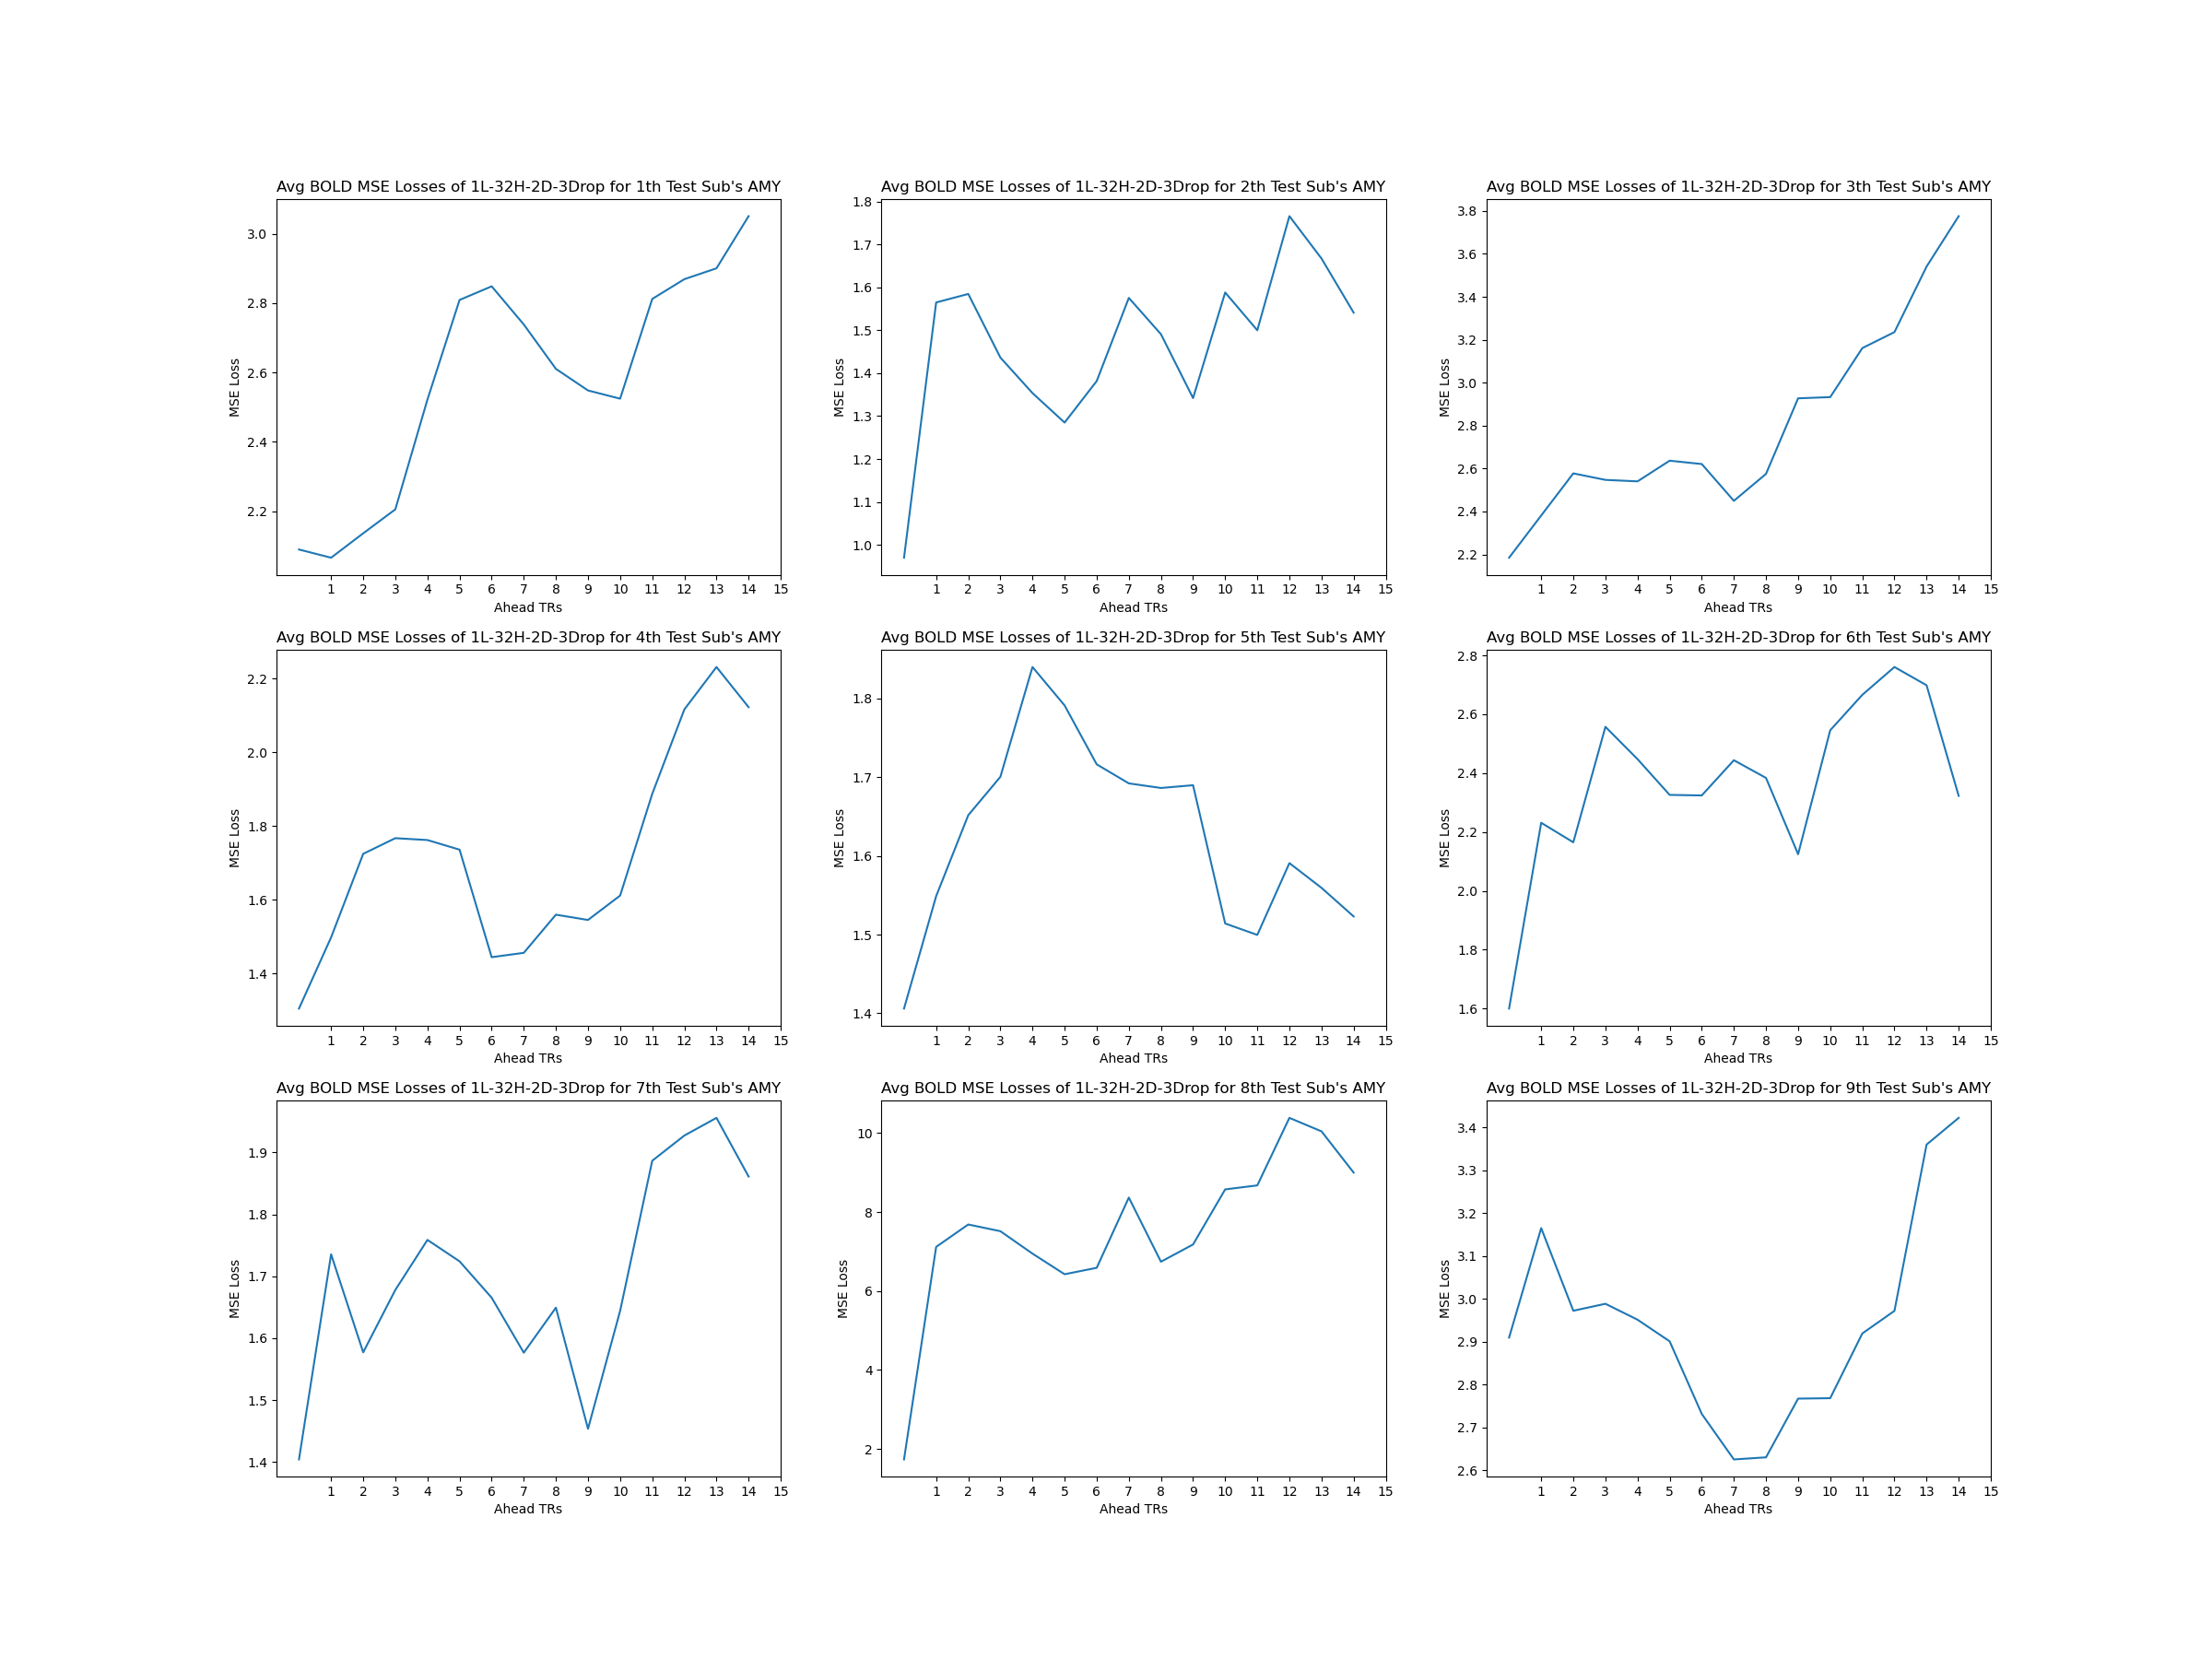 Avg BOLD MSE Losses of 1L-32H-2D-3Drop for 1th Test Sub's AMY
3.0
2.8
2.6
2.4
2.2
MSE Loss
1 2 3 4 5 6 7 8 9 10 11 12 13 14 15
Ahead TRs
Avg BOLD MSE Losses of 1L-32H-2D-3Drop for 2th Test Sub's AMY
1.8
1.7
1.6
1.5
1.4
1.3
1.2
1.1
1.0
MSE Loss
1 2 3 4 5 6 7 8 9 10 11 12 13 14 15
Ahead TRs
Avg BOLD MSE Losses of 1L-32H-2D-3Drop for 3th Test Sub's AMY
3.8
3.6
3.4
3.2
3.0
2.8
2.6
2.4
2.2
MSE Loss
1 2 3 4 5 6 7 8 9 10 11 12 13 14 15
Ahead TRs
Avg BOLD MSE Losses of 1L-32H-2D-3Drop for 4th Test Sub's AMY
2.2
2.0
1.8
1.6
1.4
MSE Loss
1 2 3 4 5 6 7 8 9 10 11 12 13 14 15
Ahead TRs
Avg BOLD MSE Losses of 1L-32H-2D-3Drop for 5th Test Sub's AMY
1.8
1.7
1.6
1.5
1.4
MSE Loss
1 2 3 4 5 6 7 8 9 10 11 12 13 14 15
Ahead TRs
Avg BOLD MSE Losses of 1L-32H-2D-3Drop for 6th Test Sub's AMY
2.8
2.6
2.4
2.2
2.0
1.8
1.6
MSE Loss
1 2 3 4 5 6 7 8 9 10 11 12 13 14 15
Ahead TRs
Avg BOLD MSE Losses of 1L-32H-2D-3Drop for 7th Test Sub's AMY
1.9
1.8
1.7
1.6
1.5
1.4
MSE Loss
1 2 3 4 5 6 7 8 9 10 11 12 13 14 15
Ahead TRs
Avg BOLD MSE Losses of 1L-32H-2D-3Drop for 8th Test Sub's AMY
10
8
6
4
2
MSE Loss
1 2 3 4 5 6 7 8 9 10 11 12 13 14 15
Ahead TRs
Avg BOLD MSE Losses of 1L-32H-2D-3Drop for 9th Test Sub's AMY
3.4
3.3
3.2
3.1
3.0
2.9
2.8
2.7
2.6
MSE Loss
1 2 3 4 5 6 7 8 9 10 11 12 13 14 15
Ahead TRs